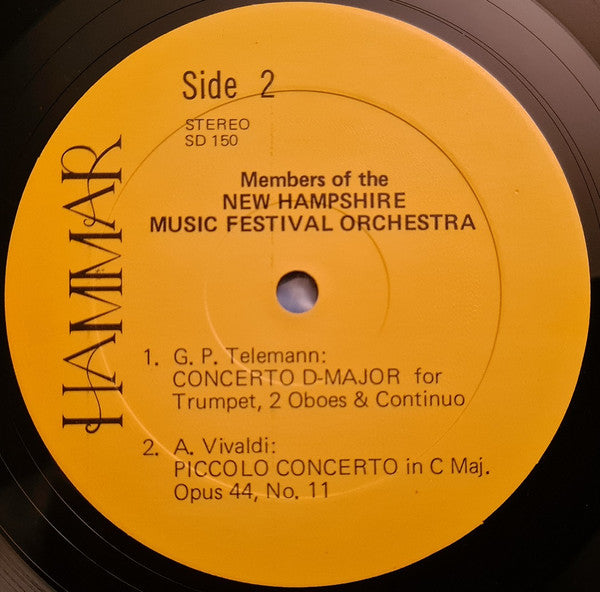 Side 2
STEREO
SD 150
HAMMAR
Members of the
NEW HAMPSHIRE
MUSIC FESTIVAL ORCHESTRA
1. G. P. Telemann:
CONCERTO D-MAJOR for
Trumpet, 2 Oboes & Continuo
2. A. Vivaldi:
PICCOLO CONCERTO in C Maj.
Opus 44, No. 11